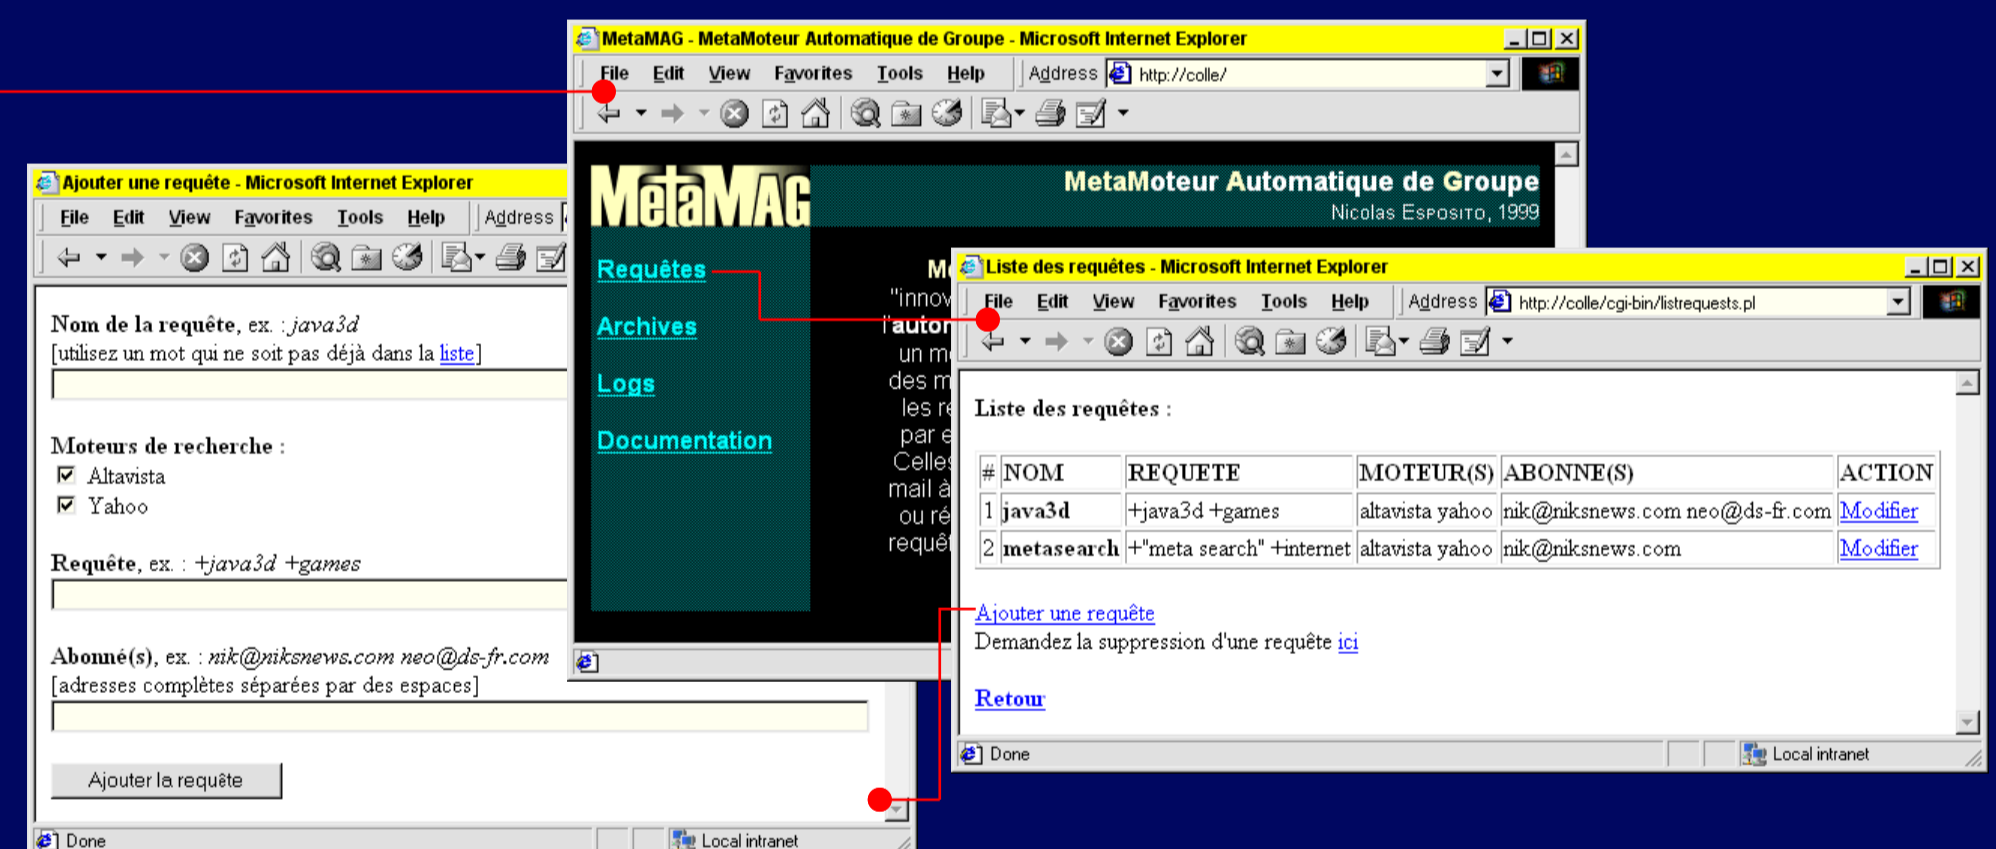 MetaMAG - MetaMoteur Automatique de Groupe - Microsoft Internet Explorer
File Edit View Favorites Tools Help Address http://colle/
MetaMAG
MetaMoteur Automatique de Groupe
Nicolas Esposito, 1999
Requêtes
Archives
Logs
Documentation
"innov
l'autom
un m
des m
les re
par e
Celles
mail à
ou ré
requêt
Ajouter une requête - Microsoft Internet Explorer
File Edit View Favorites Tools Help Address
Nom de la requête, ex. : java3d
[utilisez un mot qui ne soit pas déjà dans la liste]
Moteurs de recherche :
Altavista
Yahoo
Requête, ex. : +java3d +games
Abonné(s), ex. : nik@niksnews.com neo@ds-fr.com
[adresses complètes séparées par des espaces]
Ajouter la requête
Done Local intranet
Liste des requêtes - Microsoft Internet Explorer
File Edit View Favorites Tools Help Address http://colle/cgi-bin/listrequests.pl
Liste des requêtes :
# NOM REQUETE MOTEUR(S) ABONNE(S) ACTION
1 java3d +java3d +games altavista yahoo nik@niksnews.com neo@ds-fr.com Modifier
2 metasearch +"meta search" +internet altavista yahoo nik@niksnews.com Modifier
Ajouter une requête
Demandez la suppression d'une requête ici
Retour
Done Local intranet